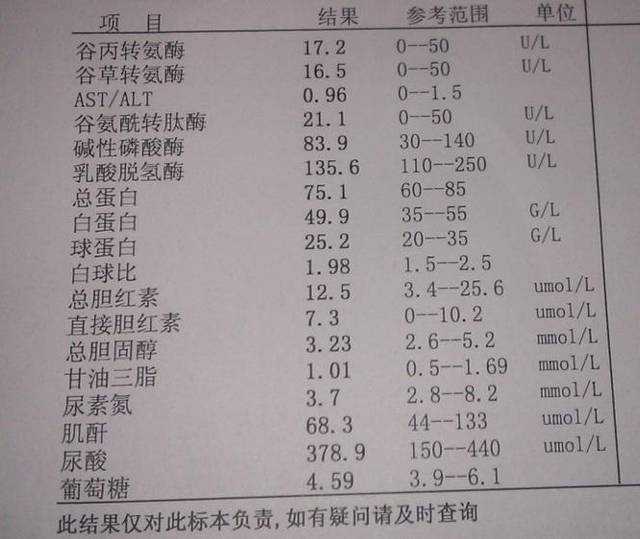 项 目 结果 参考范围 单位
谷丙转氨酶 17.2 0--50 U/L
谷草转氨酶 16.5 0--50 U/L
AST/ALT 0.96 0--1.5
谷氨酰转肽酶 21.1 0--50 U/L
碱性磷酸酶 83.9 30--140 U/L
乳酸脱氢酶 135.6 110--250 U/L
总蛋白 75.1 60--85
白蛋白 49.9 35--55 G/L
球蛋白 25.2 20--35 G/L
白球比 1.98 1.5--2.5
总胆红素 12.5 3.4--25.6 umol/L
直接胆红素 7.3 0--10.2 umol/L
总胆固醇 3.23 2.6--5.2 mmol/L
甘油三脂 1.01 0.5--1.69 mmol/L
尿素氮 3.7 2.8--8.2 mmol/L
肌酐 68.3 44--133 umol/L
尿酸 378.9 150--440 umol/L
葡萄糖 4.59 3.9--6.1
此结果仅对此标本负责,如有疑问请及时查询